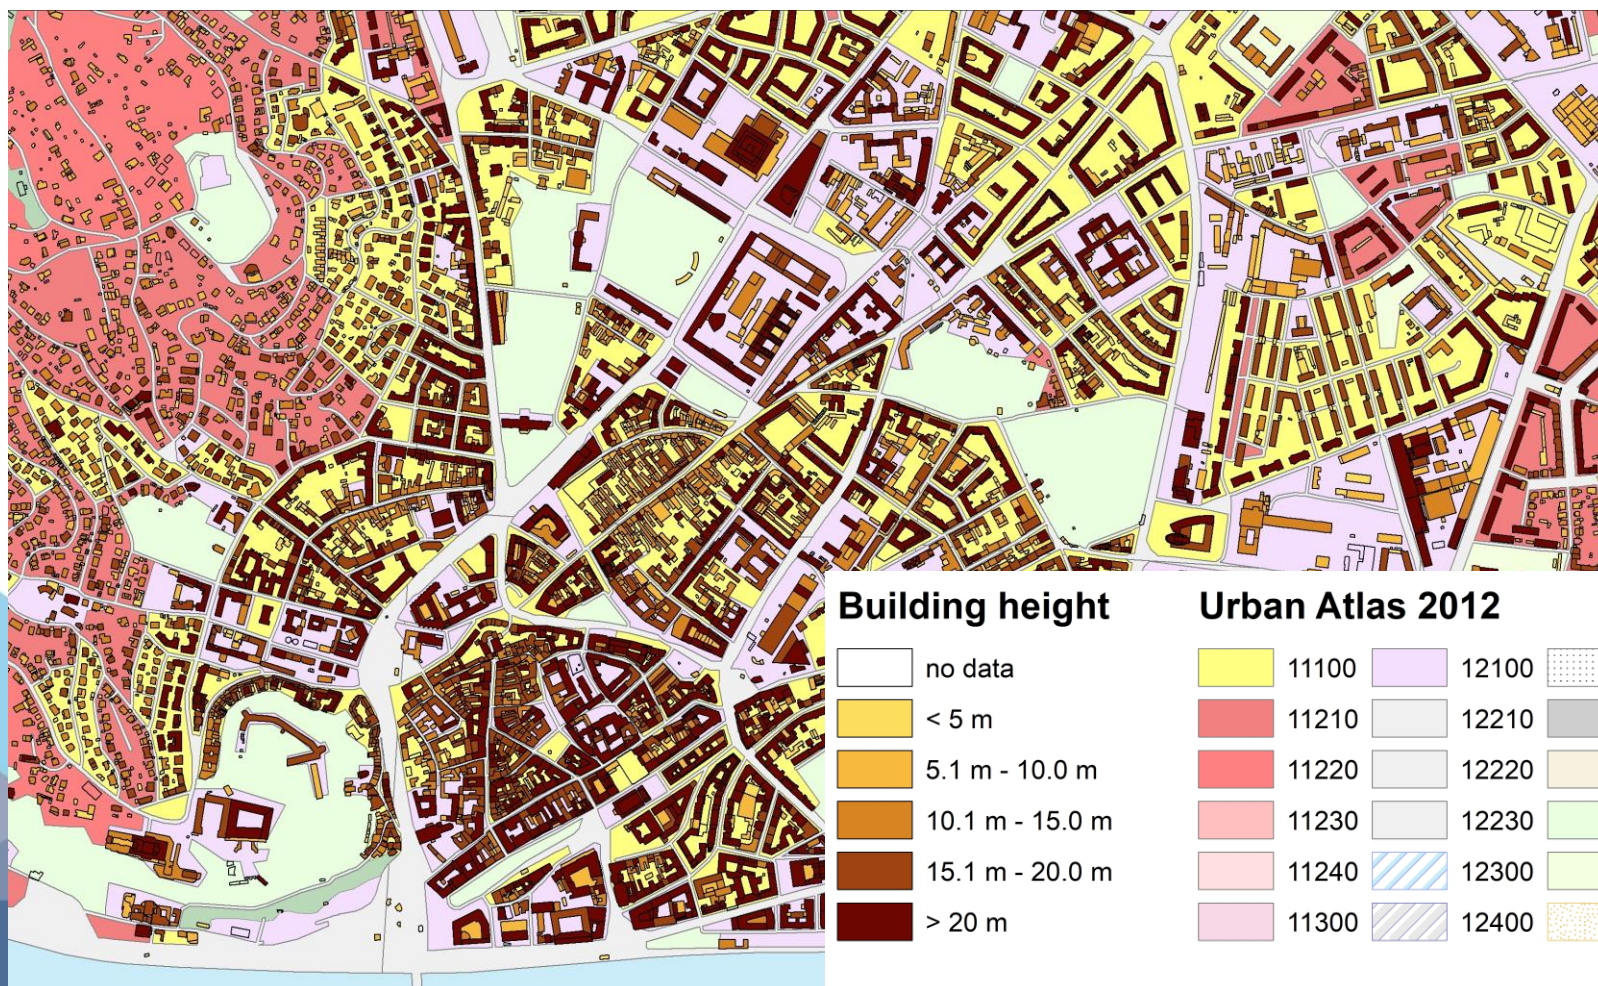 Building height
no data
< 5 m
5.1 m - 10.0 m
10.1 m - 15.0 m
15.1 m - 20.0 m
> 20 m
Urban Atlas 2012
11100 12100
11210 12210
11220 12220
11230 12230
11240 12300
11300 12400